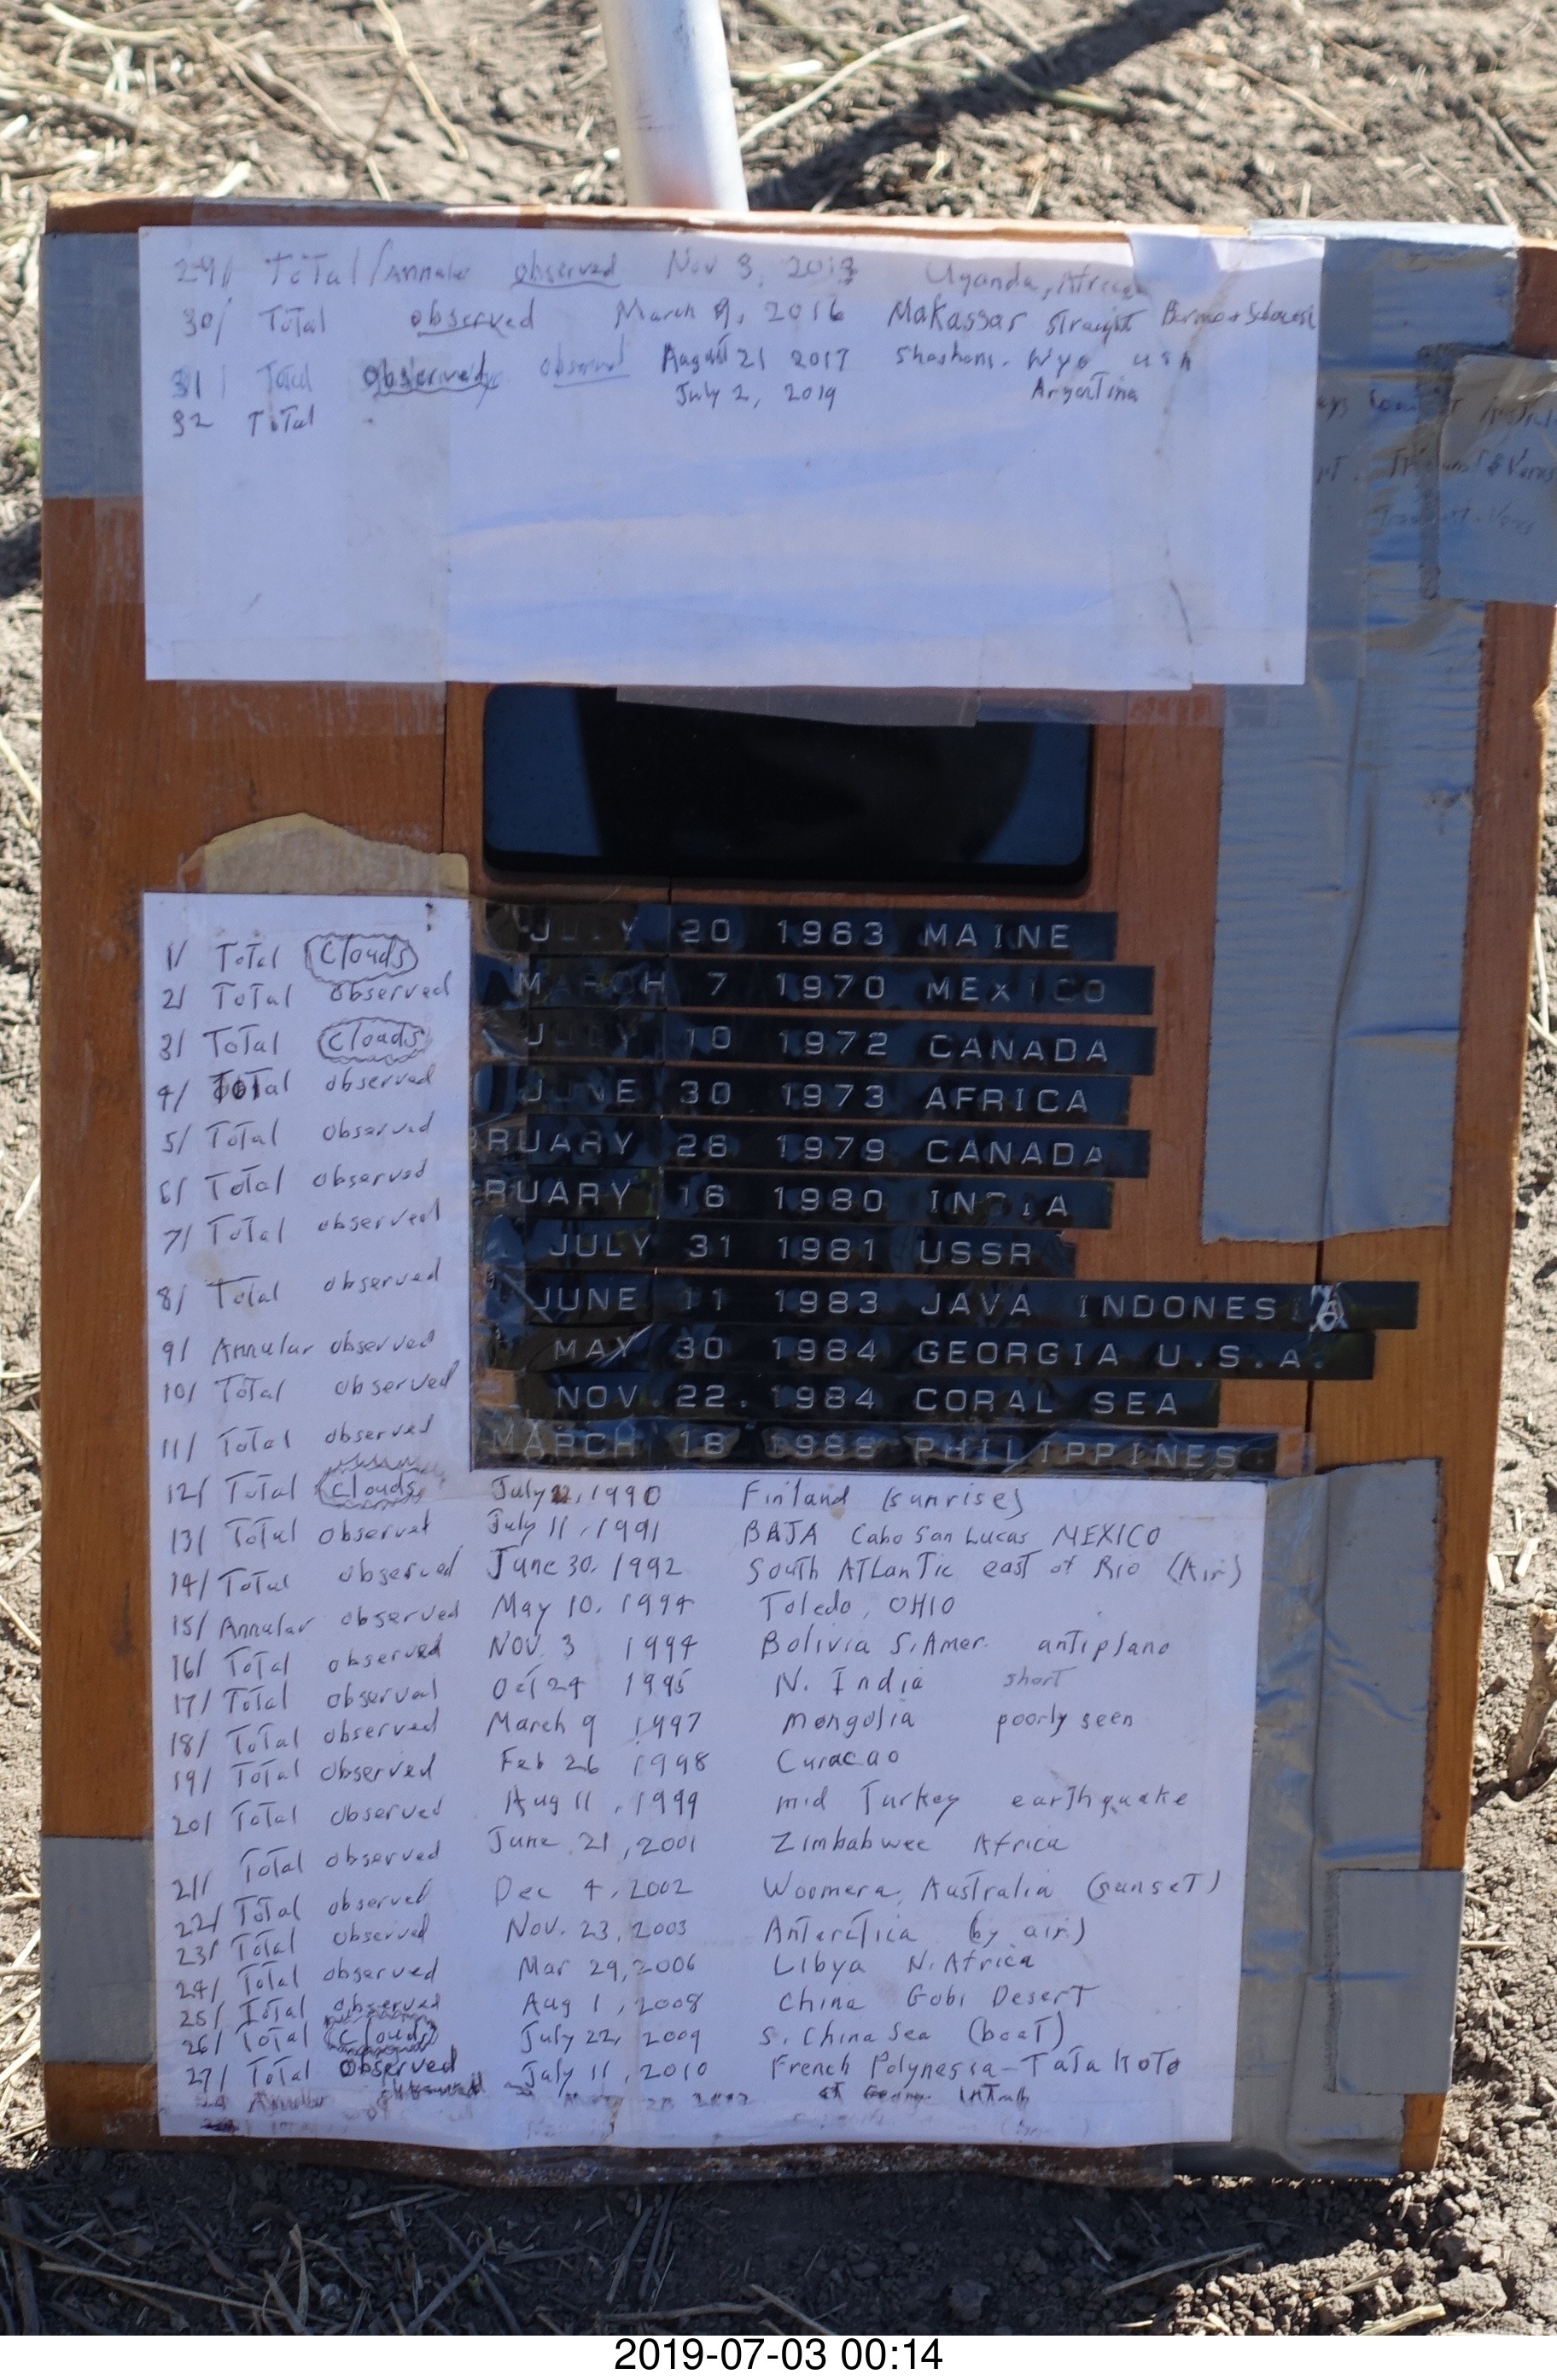 29/ Total/Annular observed Nov 3, 2013 Uganda, Africa
30/ Total observed March 9, 2016 Makassar Straight
31 Total observed observed August 21 2017 Shoshoni. Wyo USA
32 Total July 2, 2019 Argentina
1/ Total Clouds JULY 20 1963 MAINE
2/ Total observed MARCH 7 1970 MEXICO
3/ Total Clouds JULY 10 1972 CANADA
4/ Total observed JUNE 30 1973 AFRICA
5/ Total observed RUARY 26 1979 CANADA
6/ Total observed RUARY 16 1980 INDIA
7/ Total observed JULY 31 1981 USSR
8/ Total observed JUNE 11 1983 JAVA INDONESIA
9/ Annular observed MAY 30 1984 GEORGIA U.S.A.
10/ Total observed NOV. 22. 1984 CORAL SEA
11/ Total observed MARCH 18 1988 PHILIPPINES
12/ Total Clouds July 22, 1990 Finland (sunrise)
13/ Total observed July 11, 1991 BAJA Cabo San Lucas MEXICO
14/ Total observed June 30, 1992 South Atlantic east of Rio (Air)
15/ Annular observed May 10, 1994 Toledo, OHIO
16/ Total observed NOV. 3 1994 Bolivia S. Amer. antiplano
17/ Total observed Oct 24 1995 N. India short
18/ Total observed March 9 1997 Mongolia poorly seen
19/ Total observed Feb 26 1998 Curacao
20/ Total observed Aug 11, 1999 mid Turkey earthquake
21/ Total observed June 21, 2001 Zimbabwee Africa
22/ Total observed Dec 4, 2002 Woomera, Australia (sunset)
23/ Total observed Nov. 23, 2003 Antarctica (by air)
24/ Total observed Mar 29, 2006 Libya N. Africa
25/ Total observed Aug 1, 2008 China Gobi Desert
26/ Total Clouds July 22, 2009 S. China Sea (boat)
27/ Total Observed July 11, 2010 French Polynesia - Tatakoto
Annular observed
2019-07-03 00:14